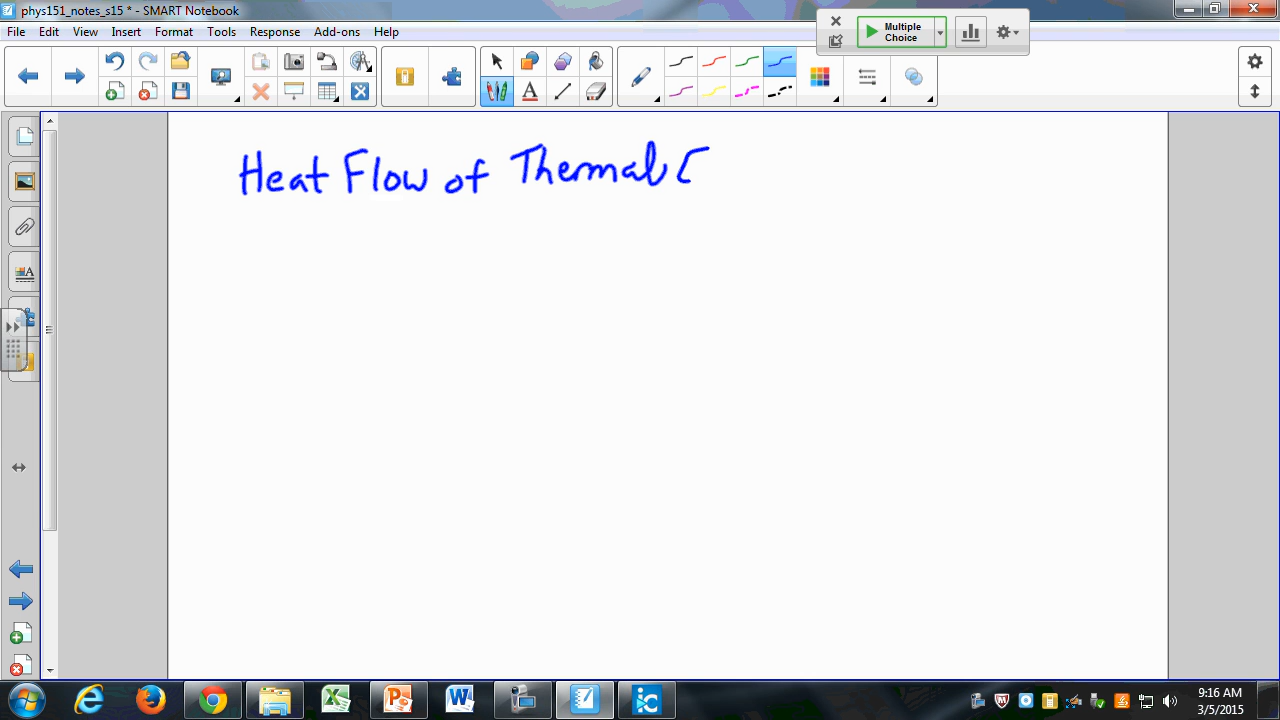 phys151_notes_s15 * - SMART Notebook
File Edit View Insert Format Tools Response Add-ons Help
Multiple
Choice
A
A
Heat Flow of Thermal C
9:16 AM
3/5/2015